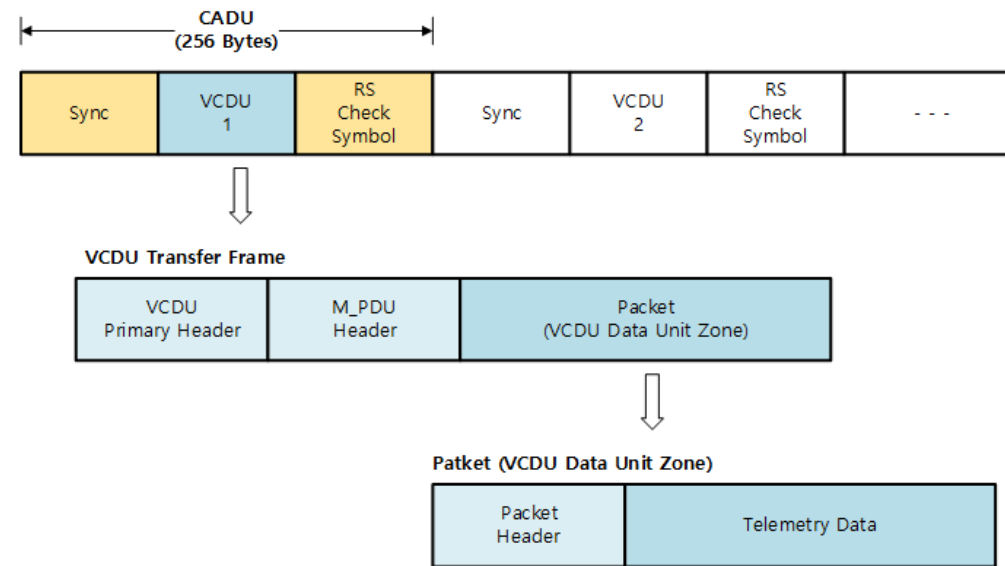 CADU
(256 Bytes)
Sync
VCDU
1
RS
Check
Symbol
Sync
VCDU
2
RS
Check
Symbol
- - -
VCDU Transfer Frame
VCDU
Primary Header
M_PDU
Header
Packet
(VCDU Data Unit Zone)
Patket (VCDU Data Unit Zone)
Packet
Header
Telemetry Data